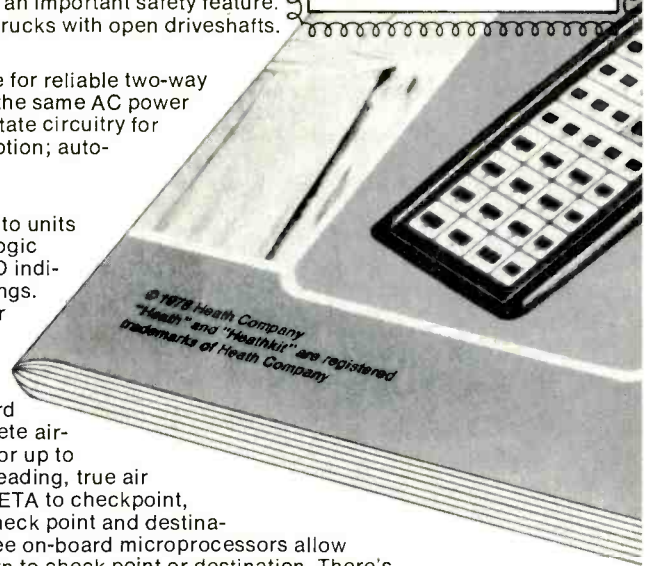 an important safety feature.
rucks with open driveshafts.
e for reliable two-way
the same AC power
tate circuitry for
otion; auto-
to units
ogic
D indi-
ngs.
r
©1978 Heath Company
"Heath" and "Heathkit" are registered
trademarks of Heath Company
rd
ete air-
or up to
eading, true air
ETA to checkpoint,
heck point and destina-
ee on-board microprocessors allow
n to check point or destination. There's